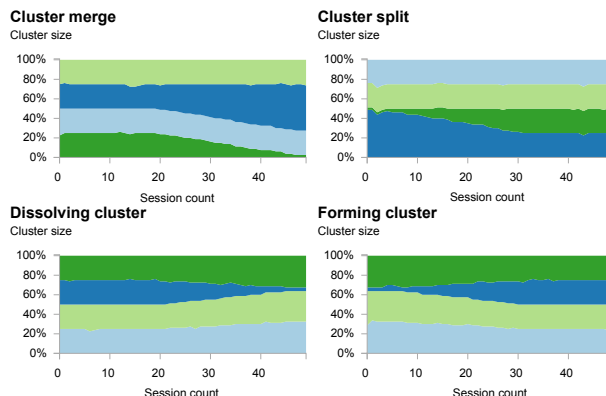 Cluster merge
Cluster size
100%
80%
60%
40%
20%
0%
0 10 20 30 40
Session count
Cluster split
Cluster size
100%
80%
60%
40%
20%
0%
0 10 20 30 40
Session count
Dissolving cluster
Cluster size
100%
80%
60%
40%
20%
0%
0 10 20 30 40
Session count
Forming cluster
Cluster size
100%
80%
60%
40%
20%
0%
0 10 20 30 40
Session count